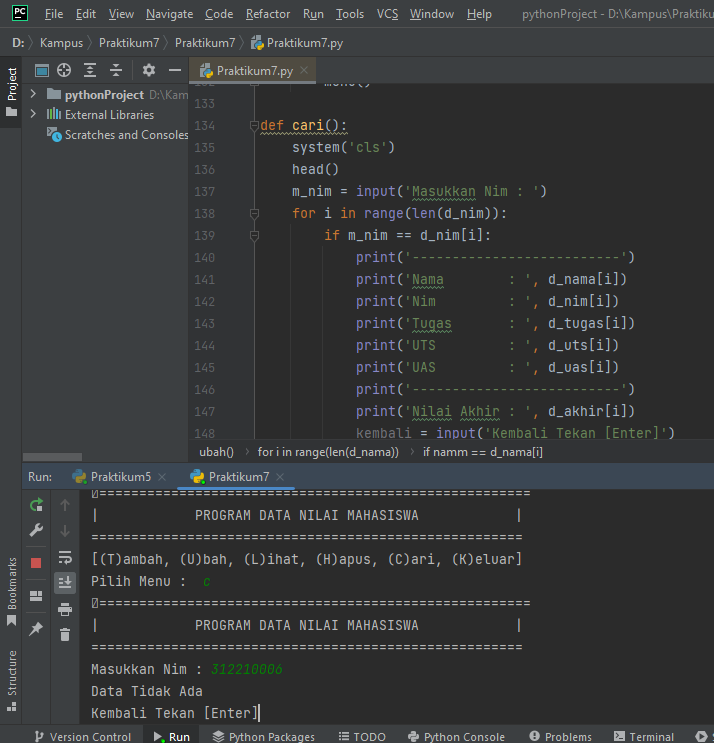 PC File Edit View Navigate Code Refactor Run Tools VCS Window Help pythonProject - D:\Kampus\Praktikum
D: Kampus Praktikum7 Praktikum7 Praktikum7.py
Project
Praktikum7.py
pythonProject D:\Kam
External Libraries
Scratches and Consoles
133
134 def cari():
135 system('cls')
136 head()
137 m_nim = input('Masukkan Nim : ')
138 for i in range(len(d_nim)):
139 if m_nim == d_nim[i]:
140 print('--------------------------')
141 print('Nama        : ', d_nama[i])
142 print('Nim         : ', d_nim[i])
143 print('Tugas       : ', d_tugas[i])
144 print('UTS         : ', d_uts[i])
145 print('UAS         : ', d_uas[i])
146 print('--------------------------')
147 print('Nilai Akhir : ', d_akhir[i])
148 kembali = input('Kembali Tekan [Enter]')
ubah() for i in range(len(d_nama)) if namm == d_nama[i]
Run: Praktikum5 Praktikum7
======================================================
|            PROGRAM DATA NILAI MAHASISWA            |
======================================================
[(T)ambah, (U)bah, (L)ihat, (H)apus, (C)ari, (K)eluar]
Pilih Menu :  c
======================================================
|            PROGRAM DATA NILAI MAHASISWA            |
======================================================
Masukkan Nim : 312210006
Data Tidak Ada
Kembali Tekan [Enter]
Bookmarks
Structure
Version Control Run Python Packages TODO Python Console Problems Terminal